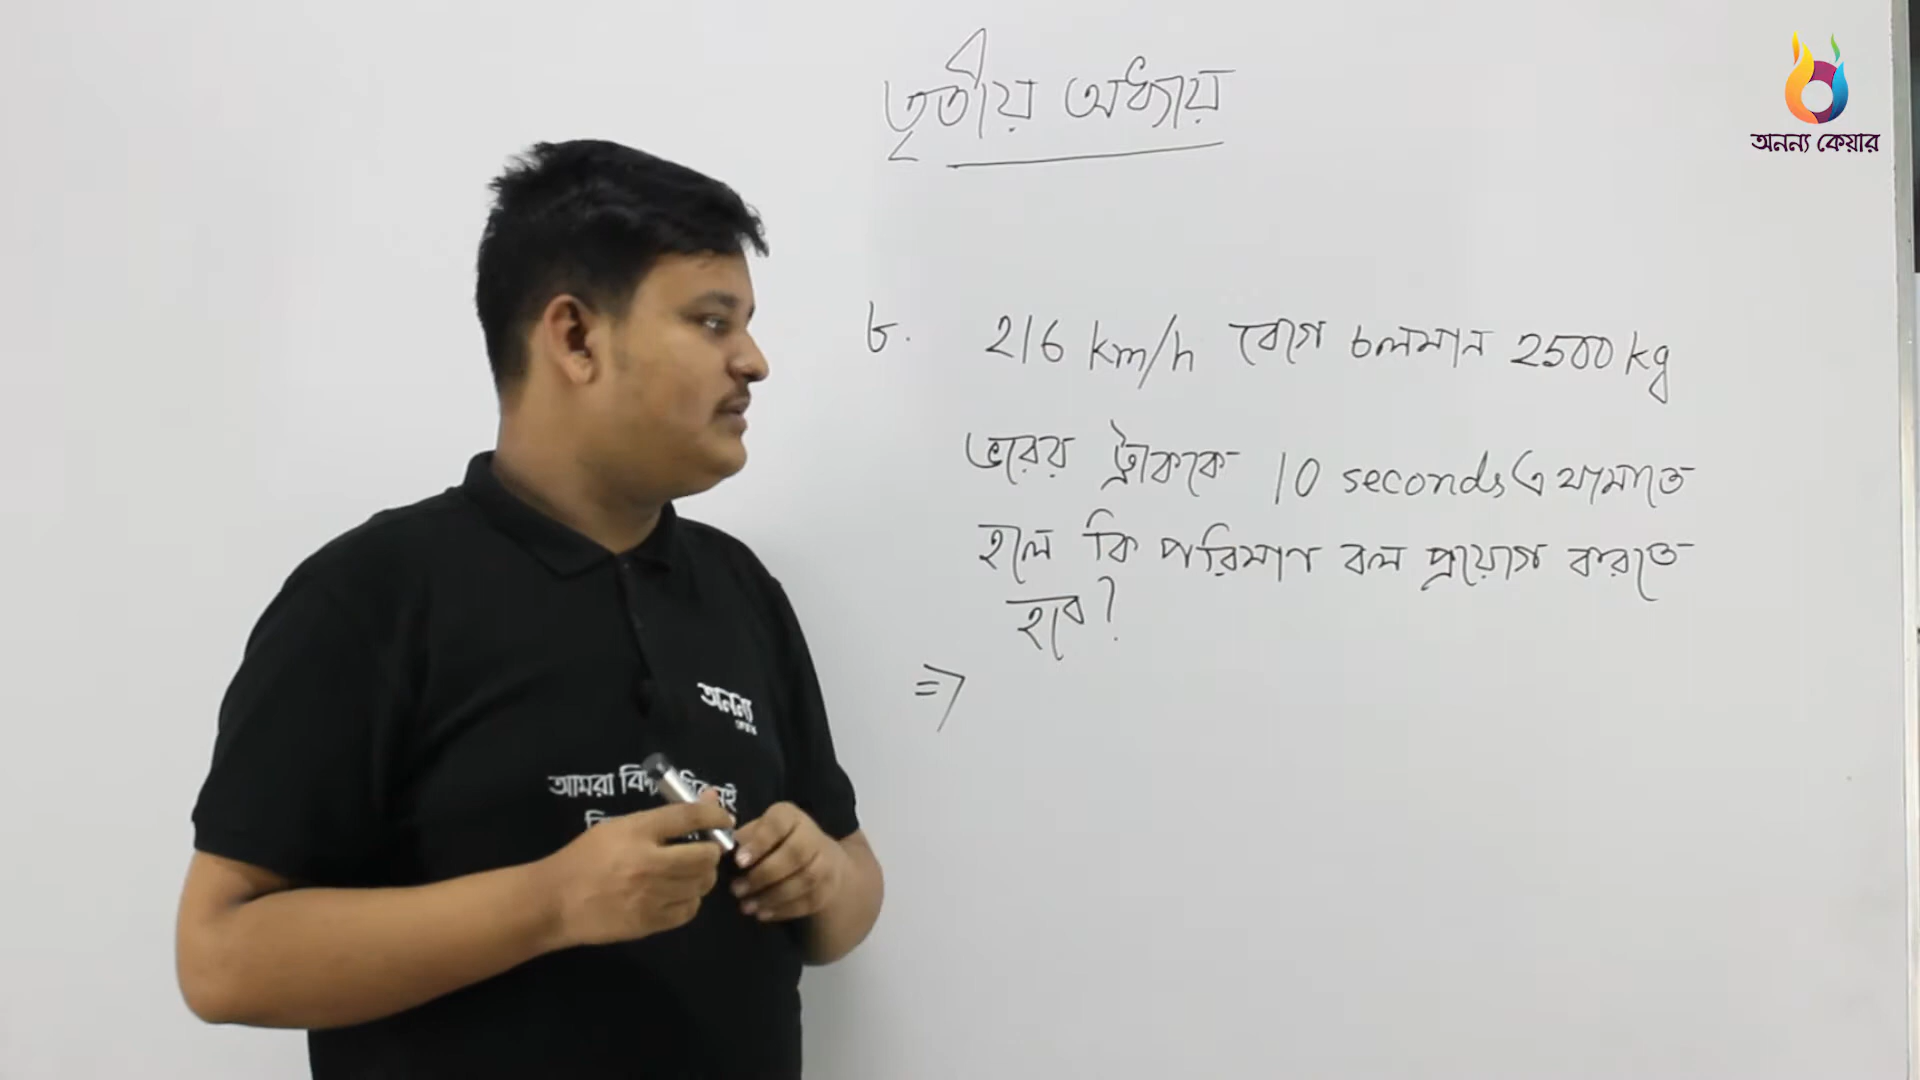 তৃতীয় অধ্যায়
অনন্য কেয়ার
৮. 216 km/h বেগে চলমান 2500 kg
ভরের ট্রাককে 10 seconds এ থামাতে
হলে কি পরিমাণ বল প্রয়োগ করতে
হবে?
=>
অনন্য
কেয়ার
আমরা